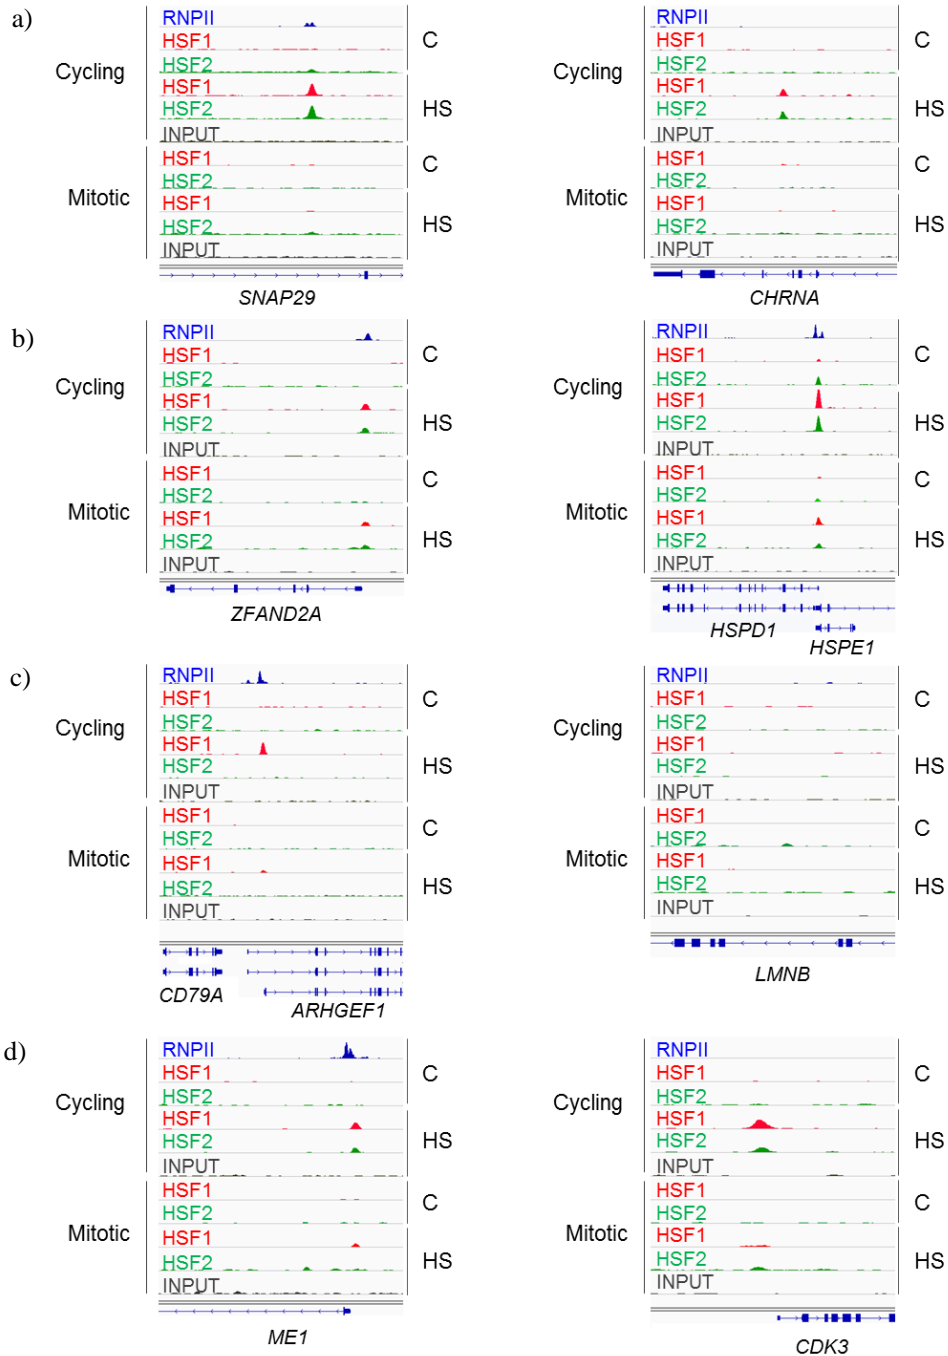 a)
RNPII
HSF1
C
Cycling
HSF2
HSF1
HSF2
HS
INPUT
HSF1
C
HSF2
Mitotic
HSF1
HSF2
HS
INPUT
SNAP29
RNPII
HSF1
C
Cycling
HSF2
HSF1
HSF2
HS
INPUT
HSF1
C
HSF2
Mitotic
HSF1
HSF2
HS
INPUT
CHRNA
b)
RNPII
HSF1
C
Cycling
HSF2
HSF1
HSF2
HS
INPUT
HSF1
C
HSF2
Mitotic
HSF1
HSF2
HS
INPUT
ZFAND2A
RNPII
HSF1
C
Cycling
HSF2
HSF1
HSF2
HS
INPUT
HSF1
C
HSF2
Mitotic
HSF1
HSF2
HS
INPUT
HSPD1
HSPE1
c)
RNPII
HSF1
C
Cycling
HSF2
HSF1
HSF2
HS
INPUT
HSF1
C
HSF2
Mitotic
HSF1
HSF2
HS
INPUT
CD79A
ARHGEF1
RNPII
HSF1
C
Cycling
HSF2
HSF1
HSF2
HS
INPUT
HSF1
C
HSF2
Mitotic
HSF1
HSF2
HS
INPUT
LMNB
d)
RNPII
HSF1
C
Cycling
HSF2
HSF1
HSF2
HS
INPUT
HSF1
C
HSF2
Mitotic
HSF1
HSF2
HS
INPUT
ME1
RNPII
HSF1
C
Cycling
HSF2
HSF1
HSF2
HS
INPUT
HSF1
C
HSF2
Mitotic
HSF1
HSF2
HS
INPUT
CDK3